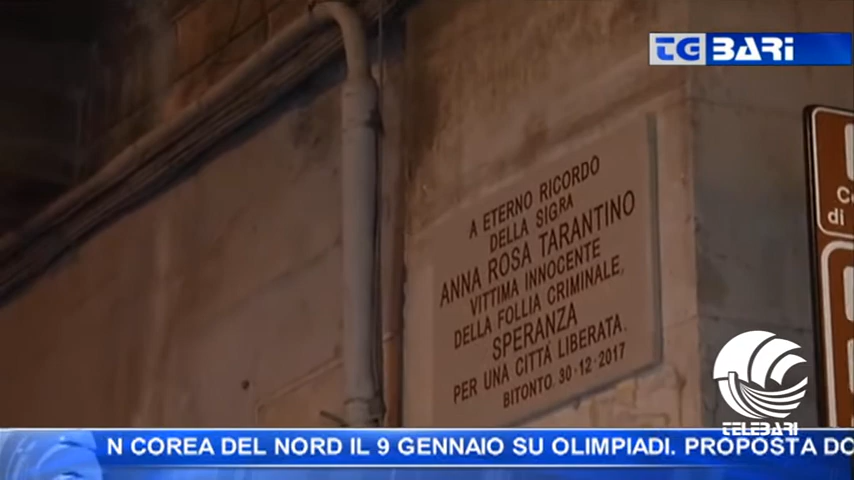 TG BARI
A ETERNO RICORDO
DELLA SIGRA
ANNA ROSA TARANTINO
VITTIMA INNOCENTE
DELLA FOLLIA CRIMINALE,
SPERANZA
PER UNA CITTÀ LIBERATA.
BITONTO 30-12-2017
di
TELEBARI
N COREA DEL NORD IL 9 GENNAIO SU OLIMPIADI. PROPOSTA DO